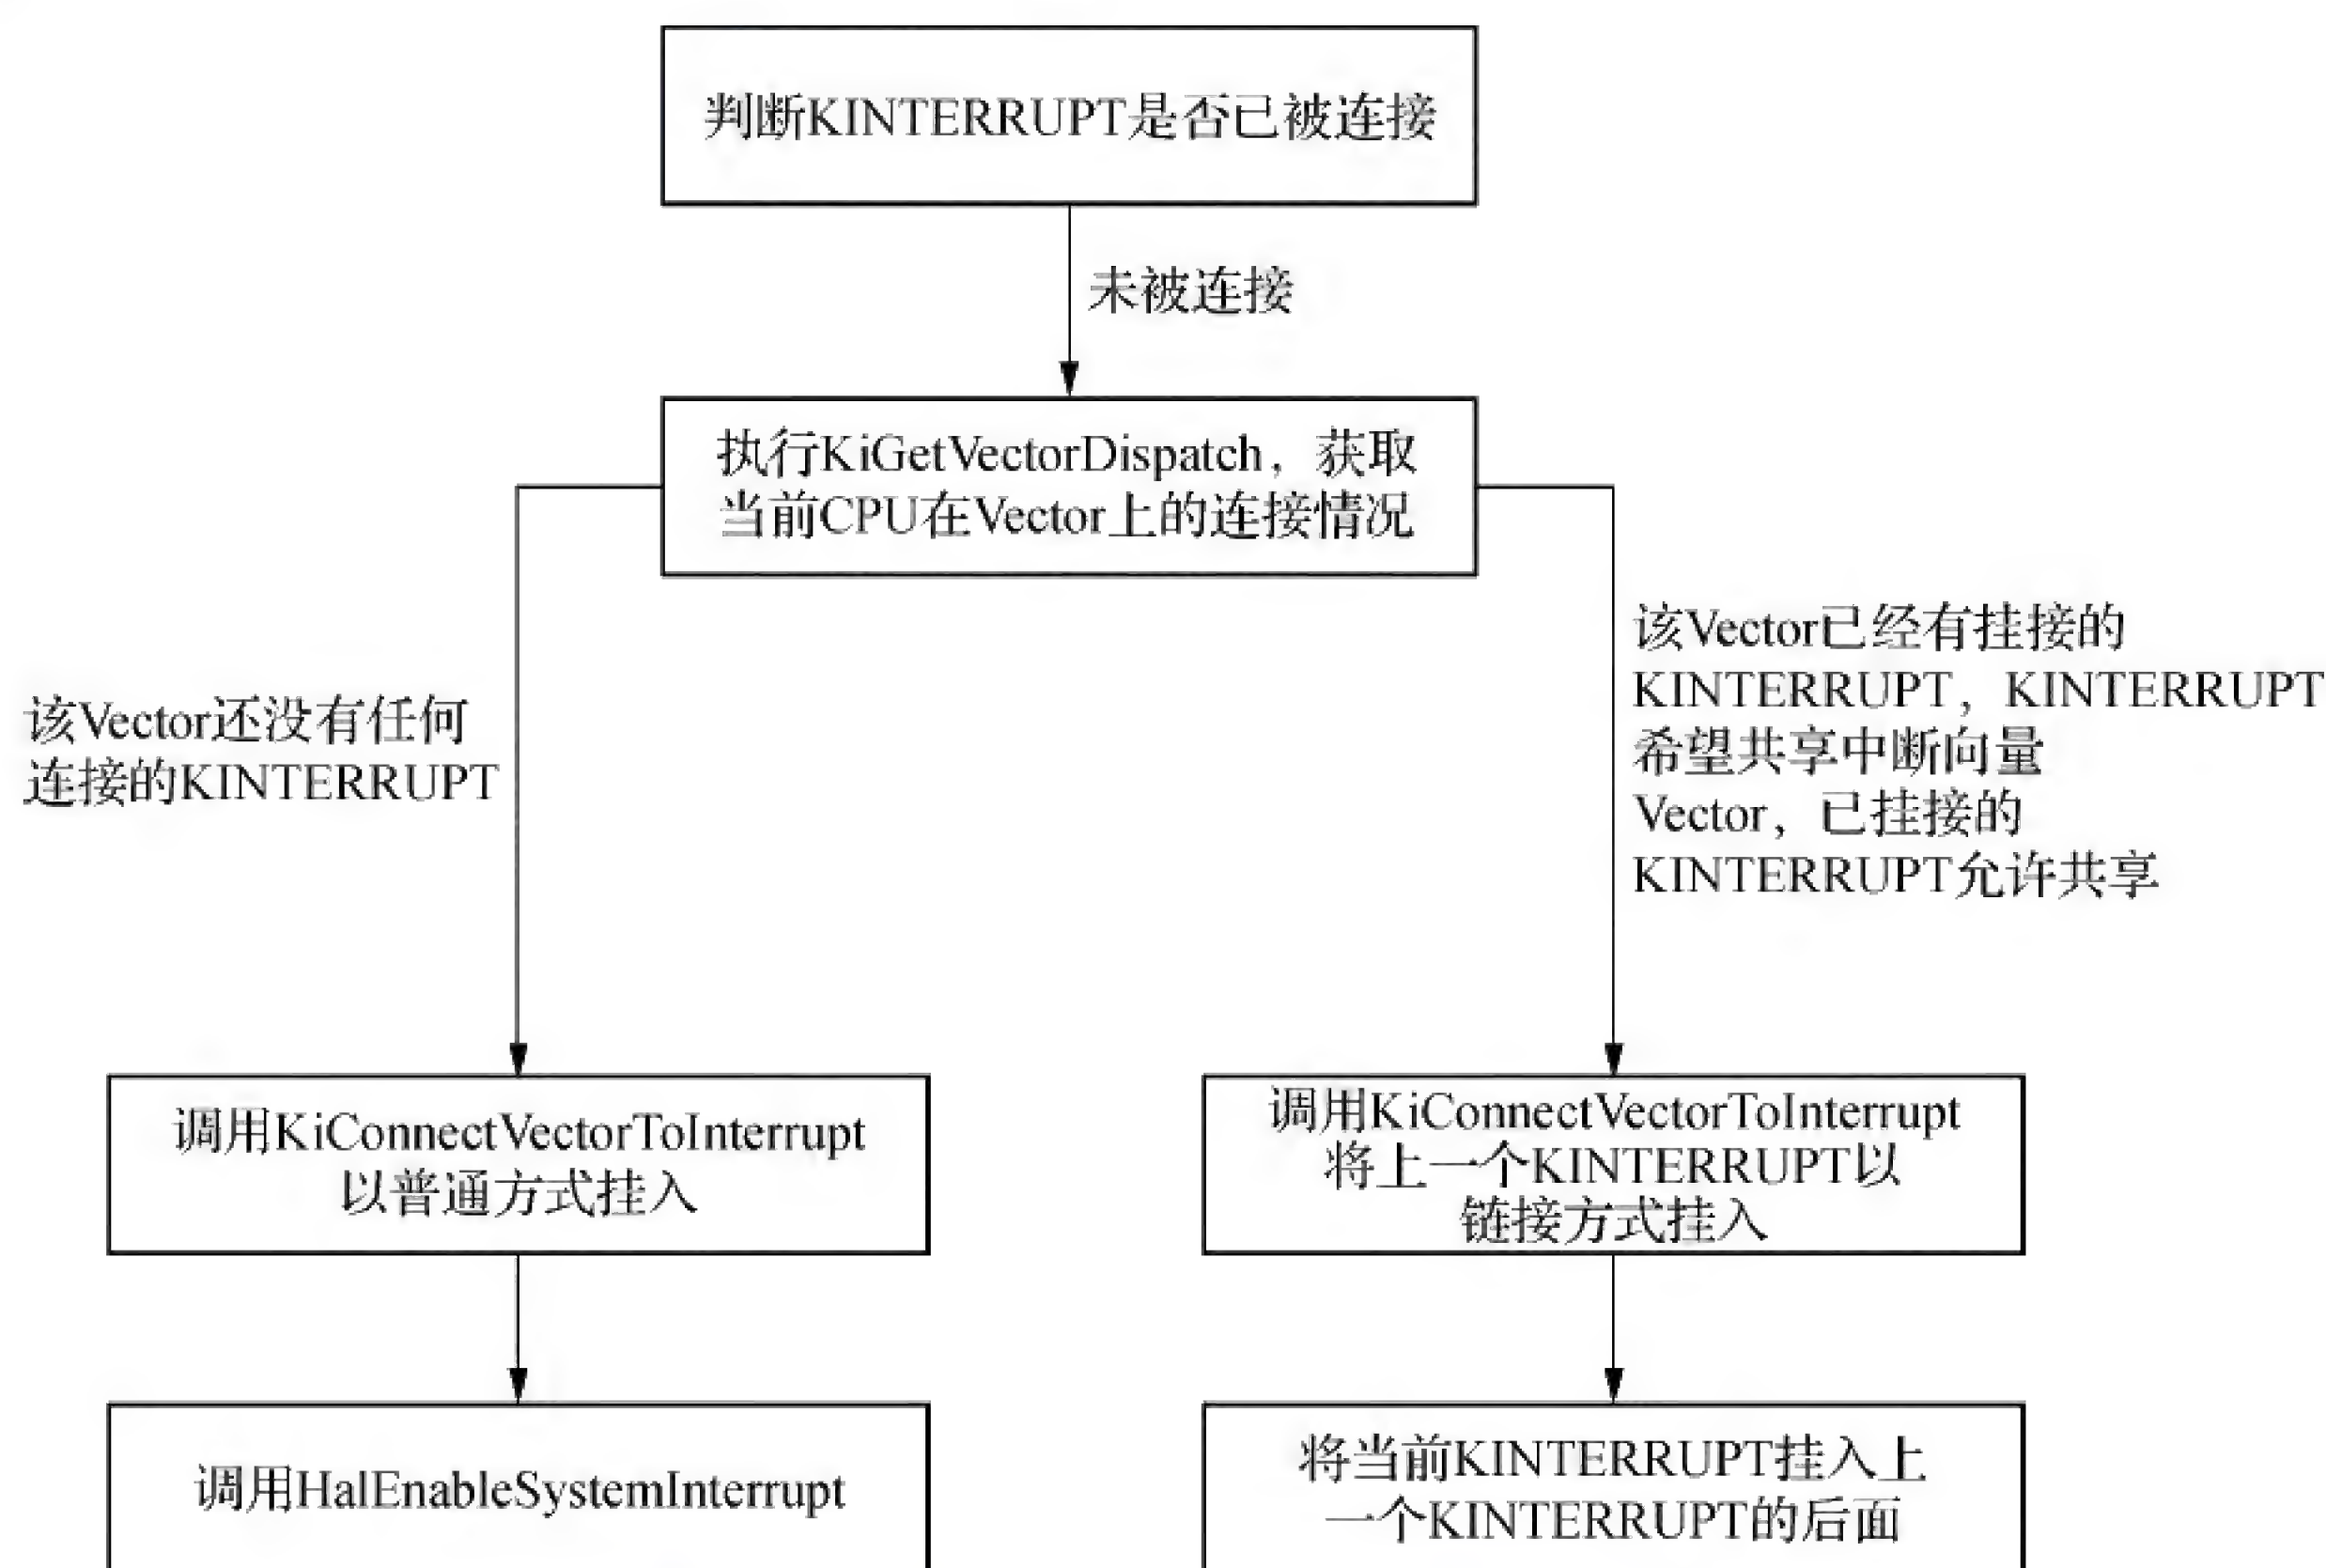 判断KINTERRUPT是否已被连接
未被连接
执行KiGetVectorDispatch，获取
当前CPU在Vector上的连接情况
该Vector还没有任何
连接的KINTERRUPT
该Vector已经有挂接的
KINTERRUPT，KINTERRUPT
希望共享中断向量
Vector，已挂接的
KINTERRUPT允许共享
调用KiConnectVectorToInterrupt
以普通方式挂入
调用KiConnectVectorToInterrupt
将上一个KINTERRUPT以
链接方式挂入
调用HalEnableSystemInterrupt
将当前KINTERRUPT挂入上
一个KINTERRUPT的后面